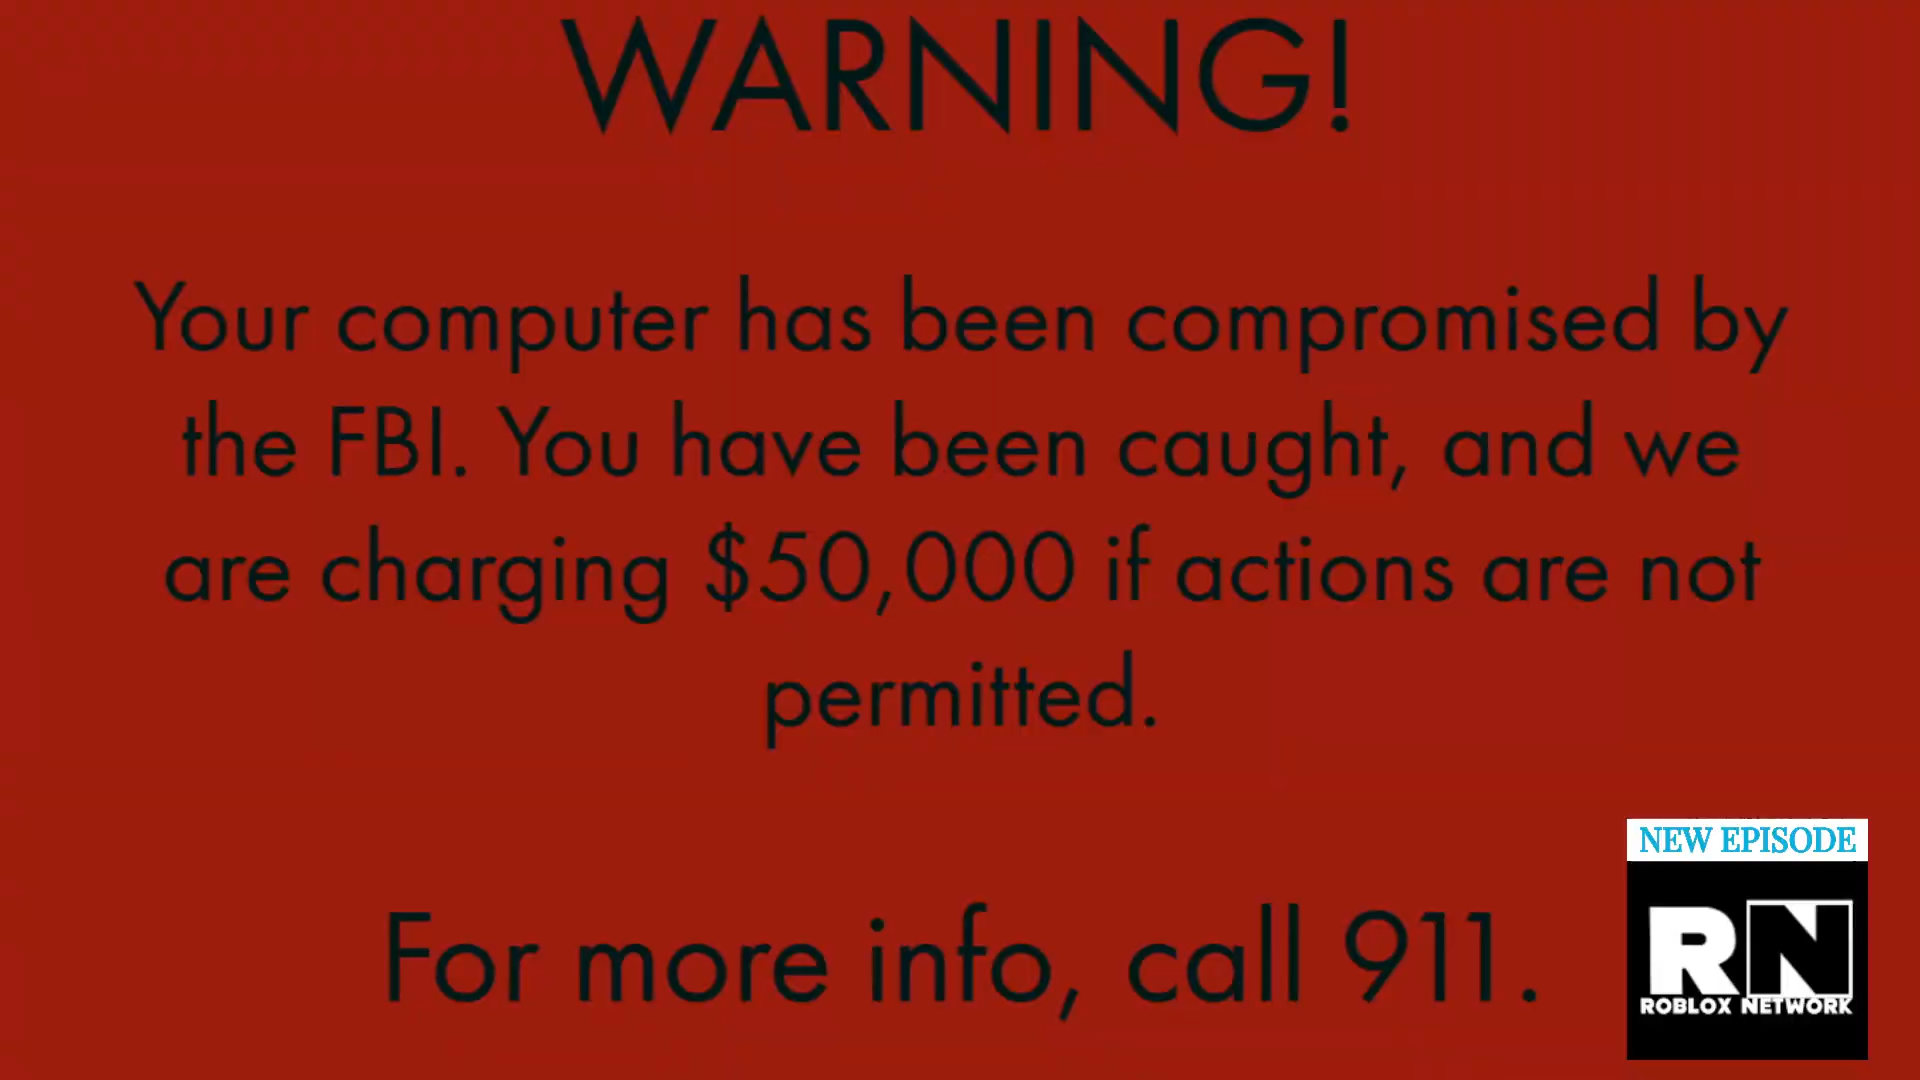 WARNING!
Your computer has been compromised by
the FBI. You have been caught, and we
are charging $50,000 if actions are not
permitted.
For more info, call 911.
NEW EPISODE
RN
ROBLOX NETWORK